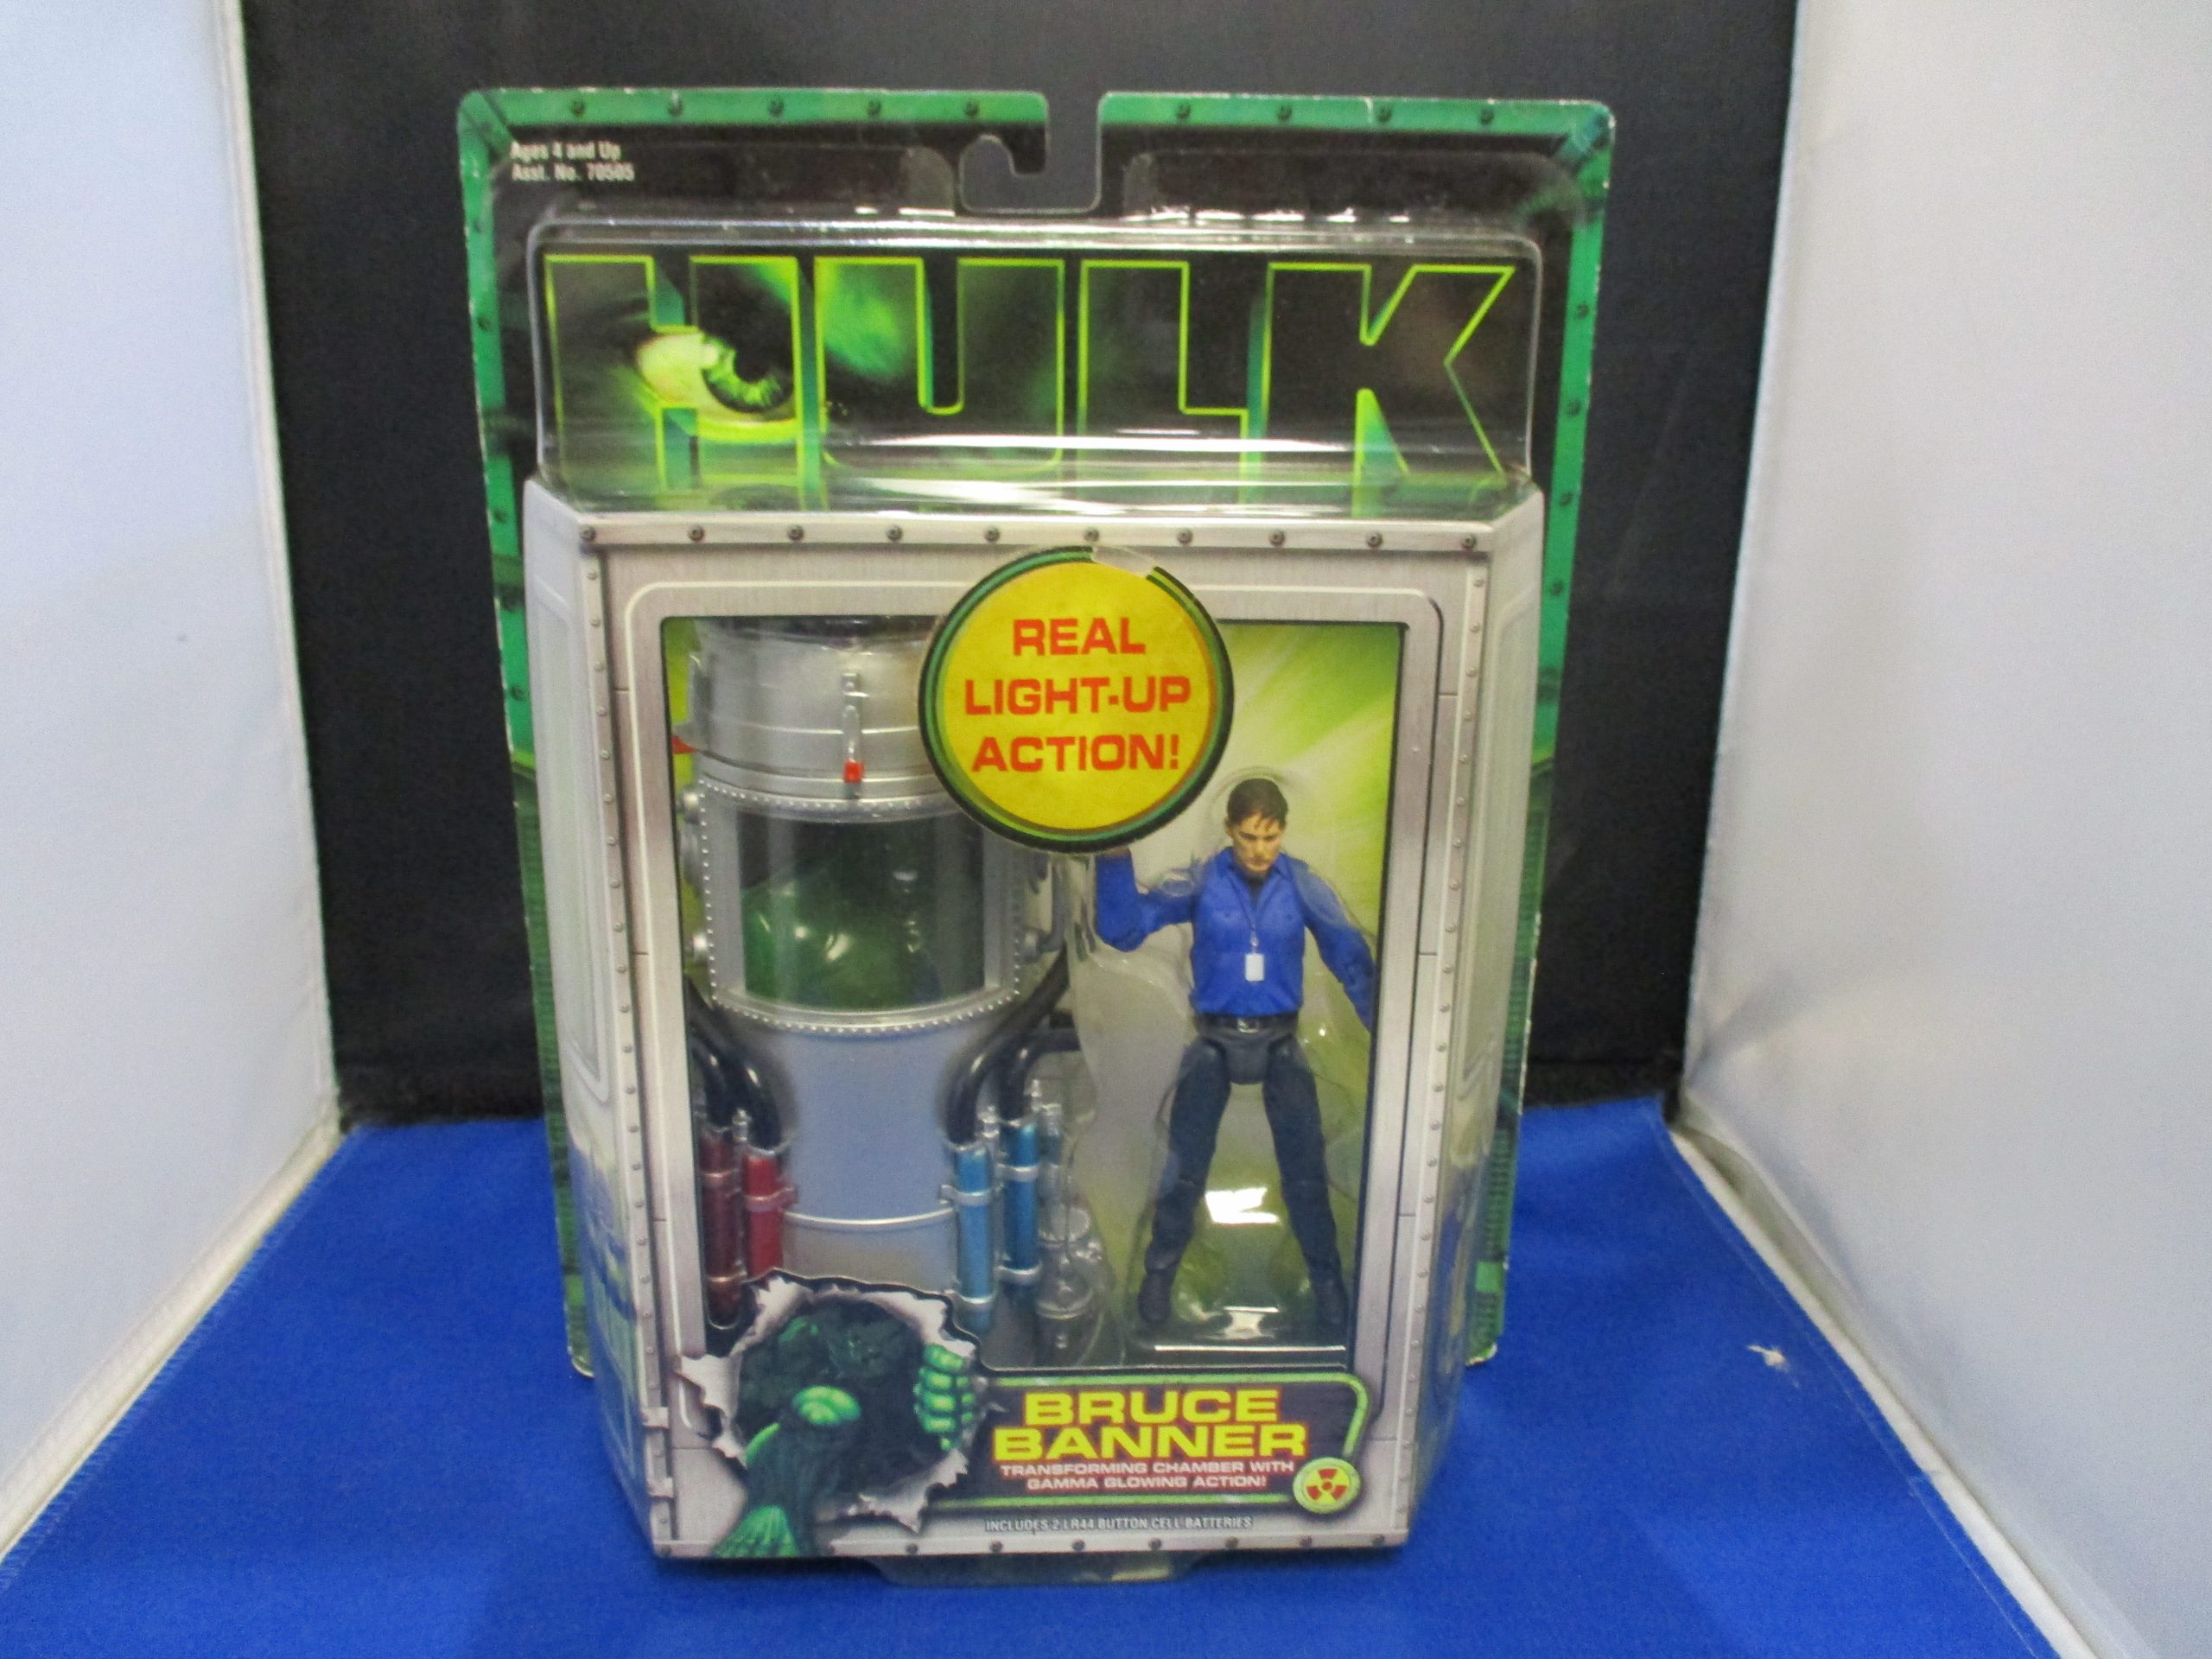 Ages 4 and Up
Asst. No. 70505
HULK
REAL
LIGHT-UP
ACTION!
BRUCE
BANNER
TRANSFORMING CHAMBER WITH
GAMMA GLOWING ACTION!
INCLUDES 2 LR44 BUTTON CELL BATTERIES